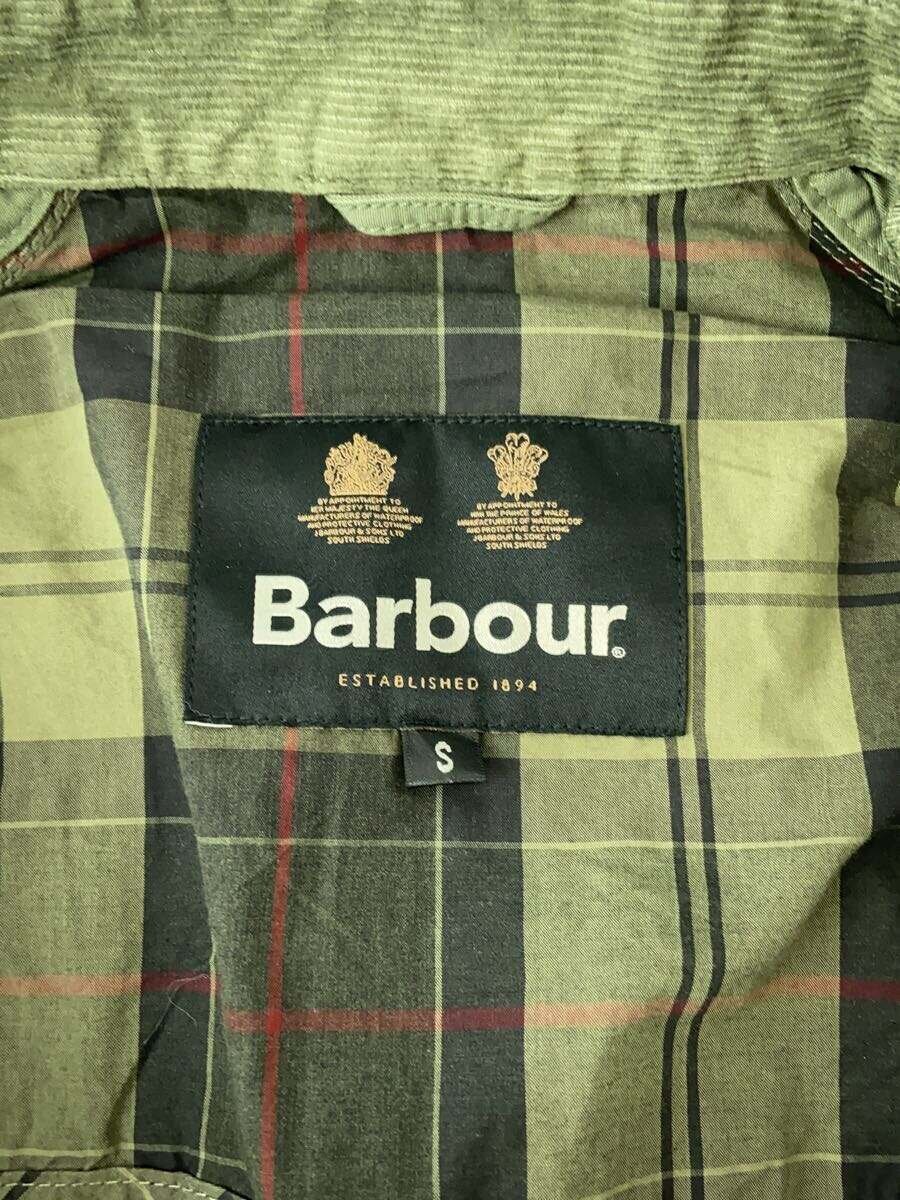 BY APPOINTMENT TO
HER MAJESTY THE QUEEN
MANUFACTURERS OF WATERPROOF
AND PROTECTIVE CLOTHING
J BARBOUR & SONS LTD
SOUTH SHIELDS
BY APPOINTMENT TO
HRH THE PRINCE OF WALES
MANUFACTURERS OF WATERPROOF
AND PROTECTIVE CLOTHING
J BARBOUR & SONS LTD
SOUTH SHIELDS
Barbour®
ESTABLISHED 1894
S